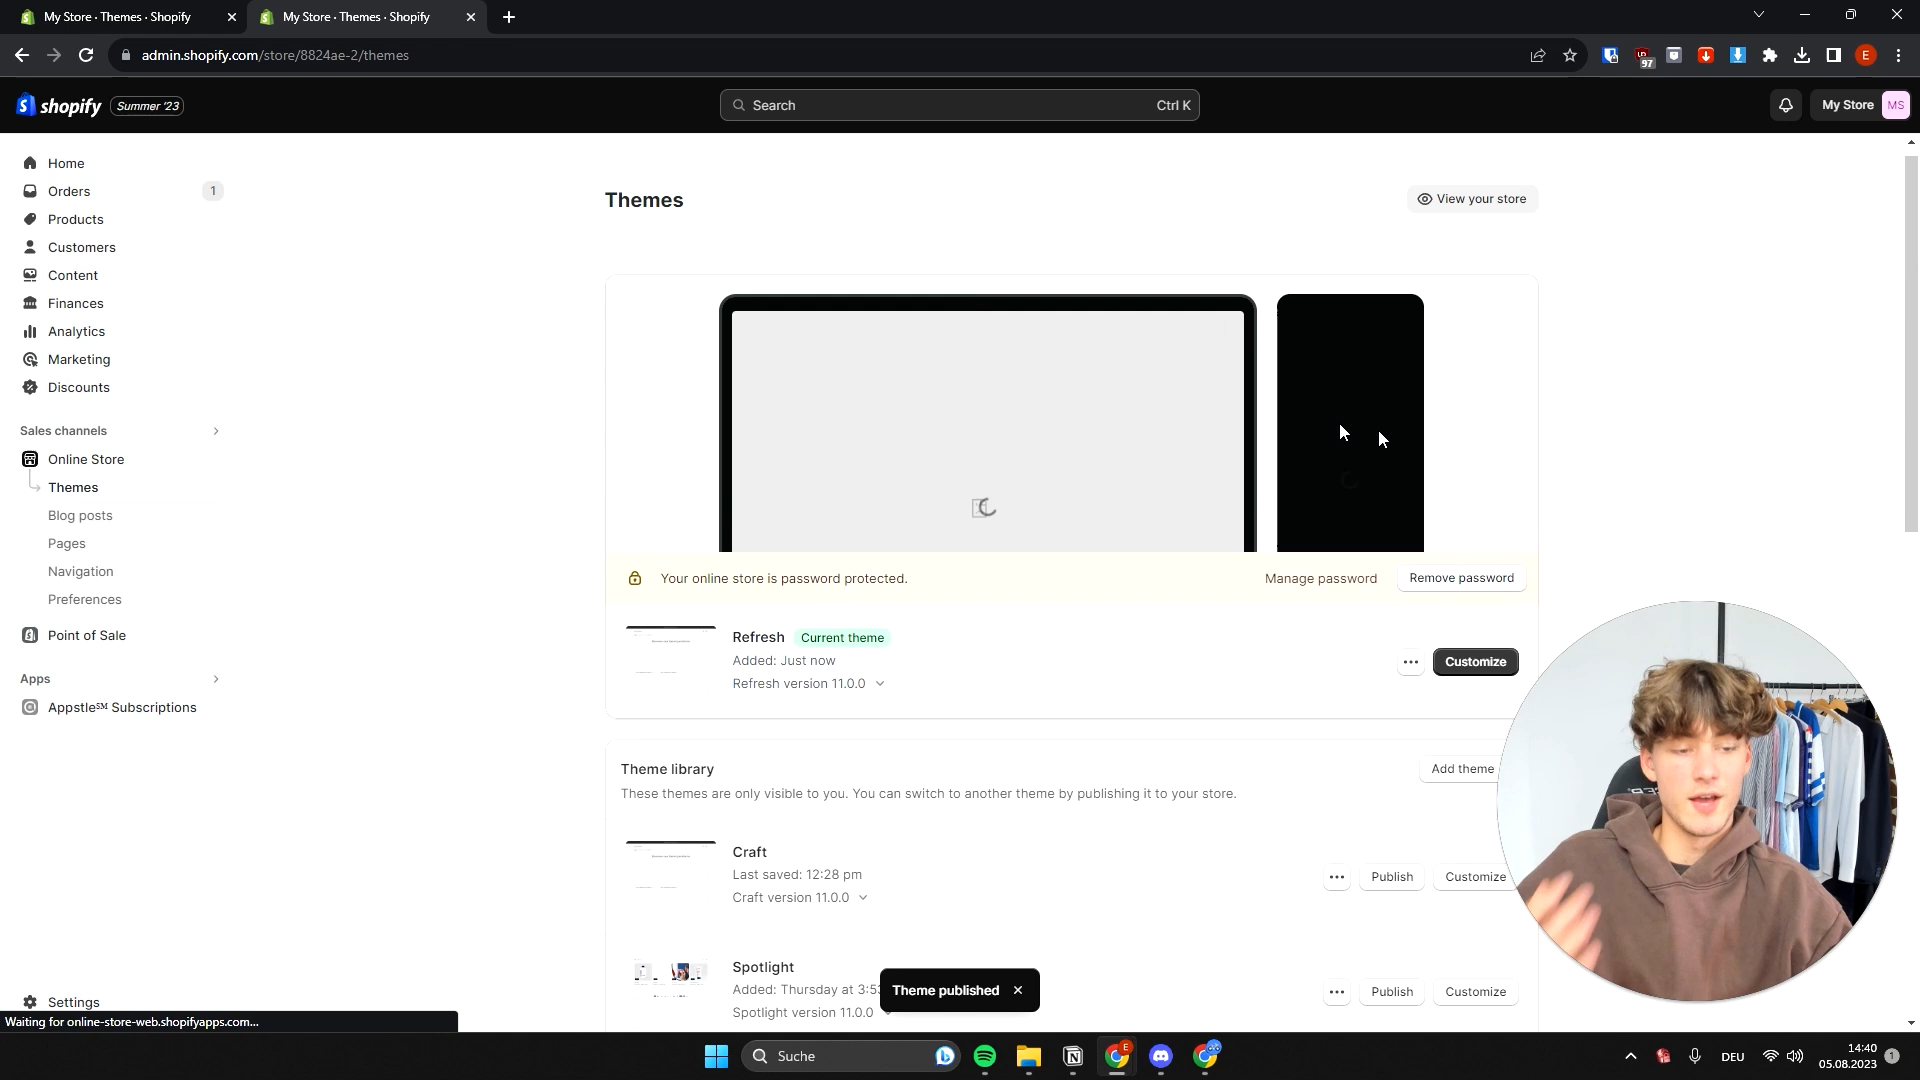 My Store · Themes · Shopify
My Store · Themes · Shopify
admin.shopify.com/store/8824ae-2/themes
97
E
shopify
Summer '23
Search
Ctrl K
My Store
MS
Home
Orders
1
Products
Customers
Content
Finances
Analytics
Marketing
Discounts
Sales channels
Online Store
Themes
Blog posts
Pages
Navigation
Preferences
Point of Sale
Apps
Appstle℠ Subscriptions
Settings
Waiting for online-store-web.shopifyapps.com...
Themes
View your store
Your online store is password protected.
Manage password
Remove password
Refresh
Current theme
Added: Just now
Refresh version 11.0.0
Customize
Theme library
Add theme
These themes are only visible to you. You can switch to another theme by publishing it to your store.
Craft
Last saved: 12:28 pm
Craft version 11.0.0
Publish
Customize
Spotlight
Added: Thursday at 3:53
Spotlight version 11.0.0
Publish
Customize
Theme published
Suche
E
DEU
14:40
05.08.2023
1